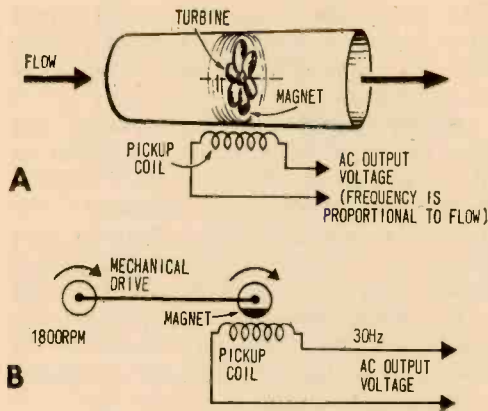 TURBINE
FLOW
MAGNET
PICKUP
COIL
AC OUTPUT
VOLTAGE
(FREQUENCY IS
PROPORTIONAL TO FLOW)
A
MECHANICAL
DRIVE
MAGNET
1800RPM
PICKUP
COIL
30Hz
AC OUTPUT
VOLTAGE
B